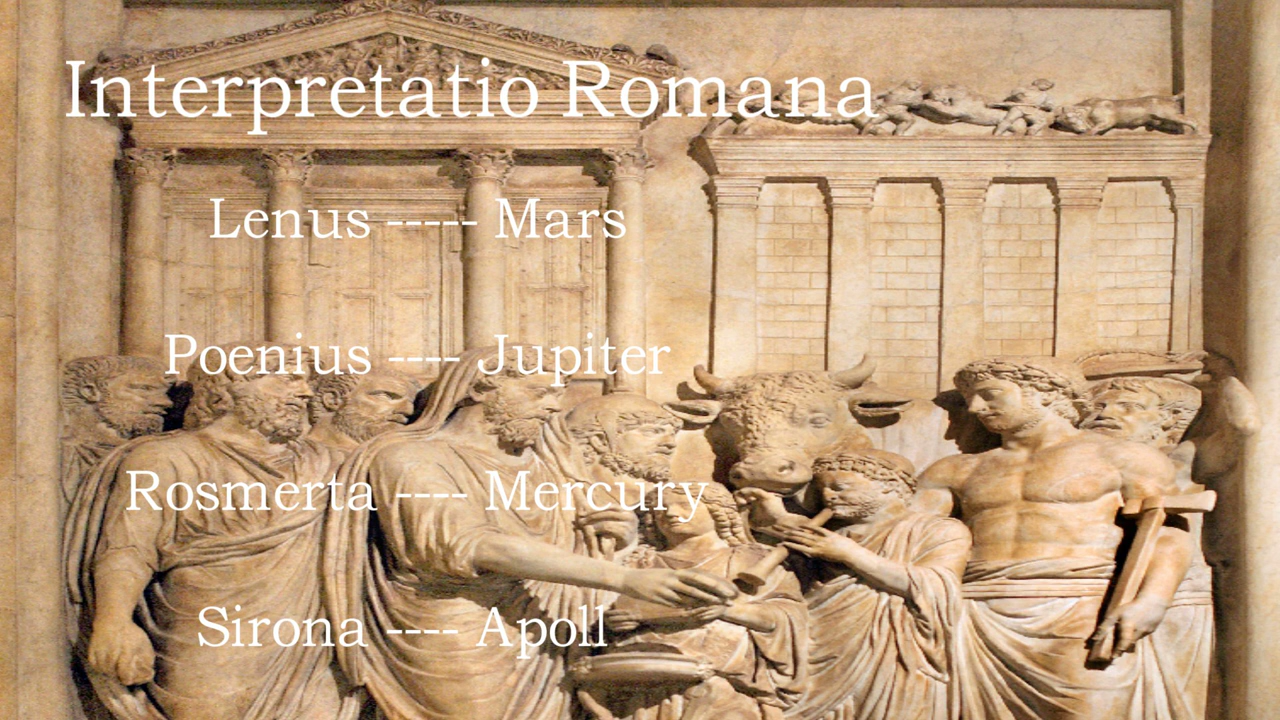 Interpretatio Romana
Lenus ----- Mars
Poenius ---- Jupiter
Rosmerta ---- Mercury
Sirona ---- Apoll